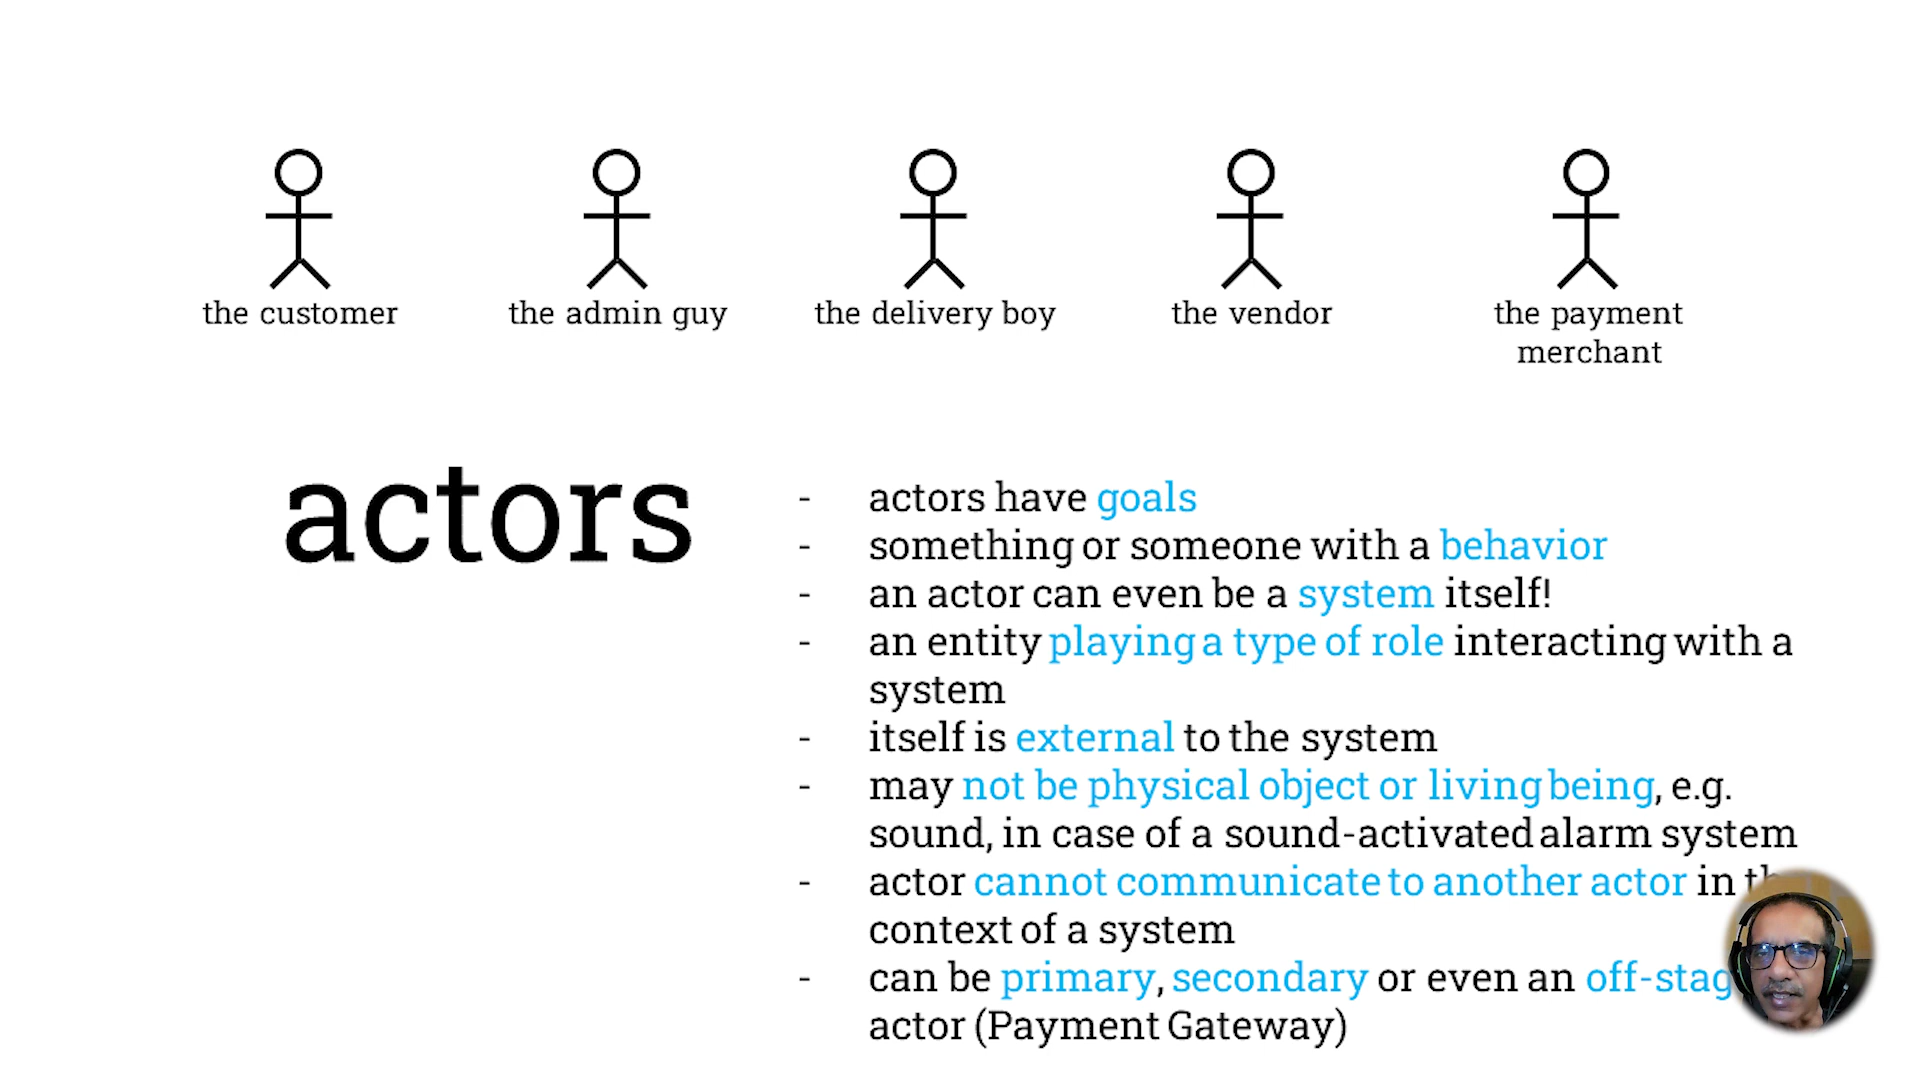 the customer
the admin guy
the delivery boy
the vendor
the payment
merchant
actors
- actors have goals
- something or someone with a behavior
- an actor can even be a system itself!
- an entity playing a type of role interacting with a
system
- itself is external to the system
- may not be physical object or living being, e.g.
sound, in case of a sound-activated alarm system
- actor cannot communicate to another actor in
context of a system
- can be primary, secondary or even an
actor (Payment Gateway)